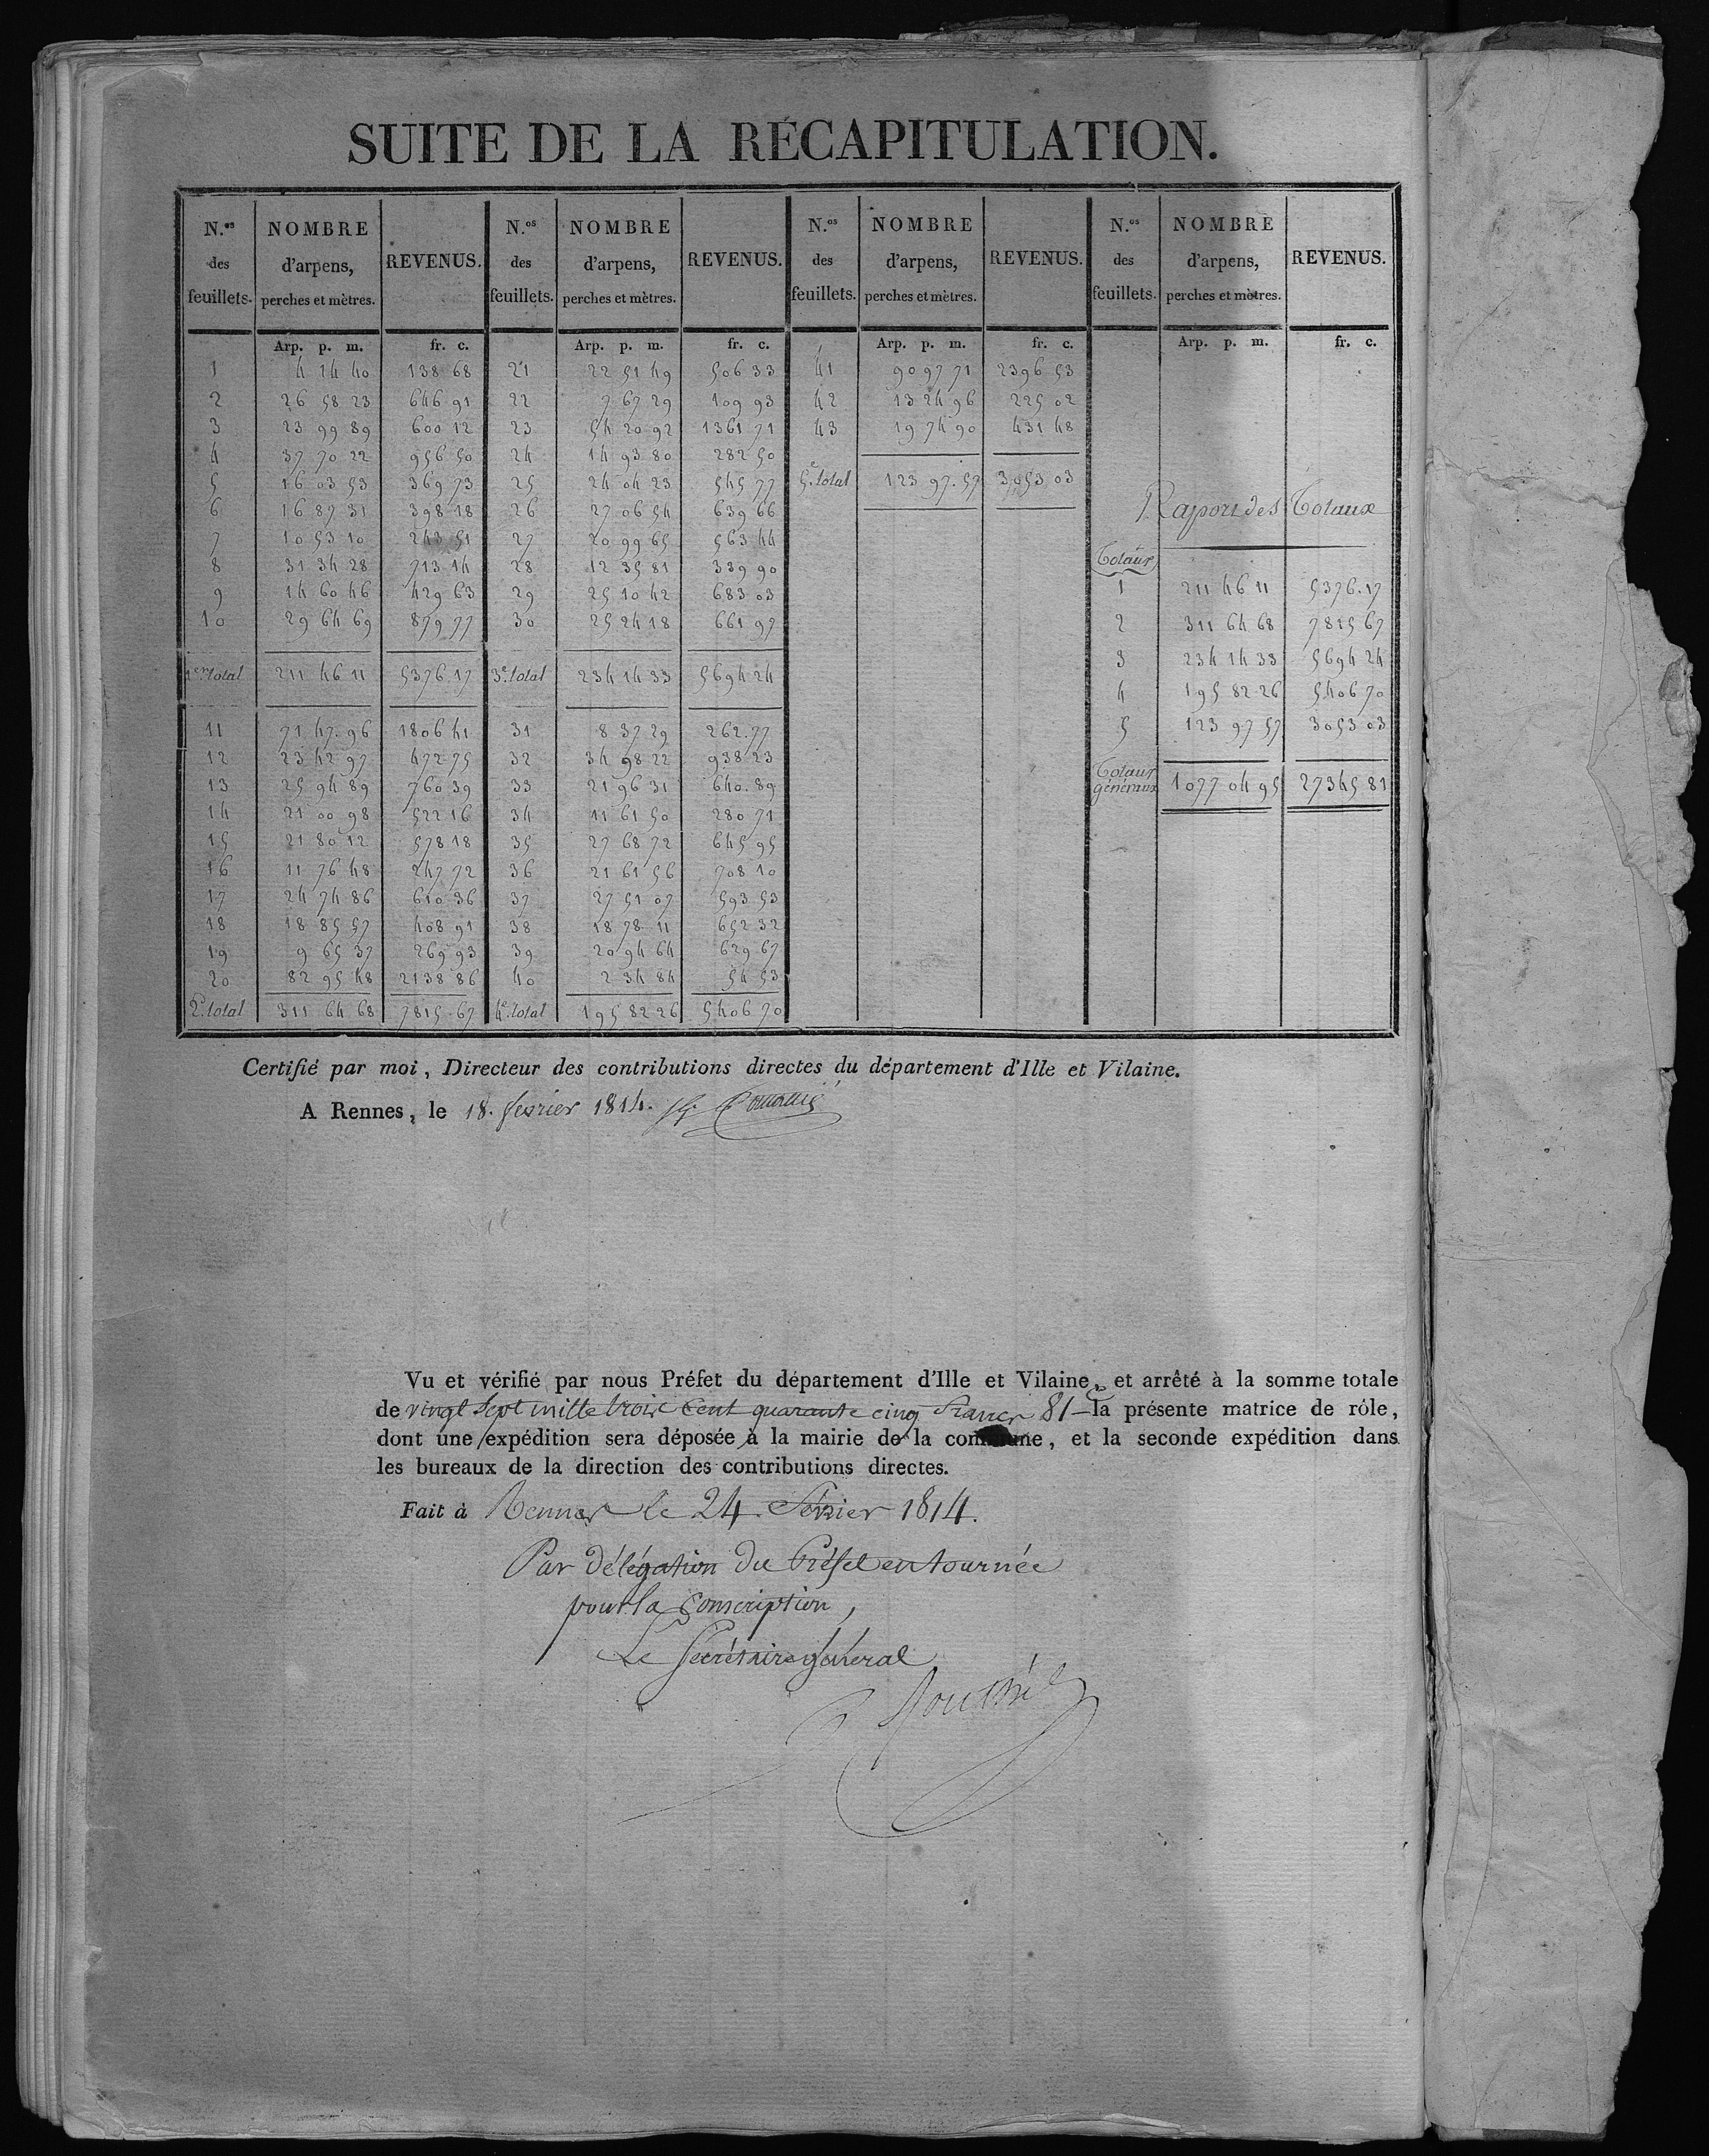 SUITE DE LA RÉCAPITULATION.
N.os des feuillets. NOMBRE d'arpens, perches et mètres. REVENUS. N.os des feuillets. NOMBRE d'arpens, perches et mètres. REVENUS. N.os des feuillets. NOMBRE d'arpens, perches et mètres. REVENUS. N.os des feuillets. NOMBRE d'arpens, perches et mètres. REVENUS.
Arp. p. m. fr. c. Arp. p. m. fr. c. Arp. p. m. fr. c. Arp. p. m. fr. c.
1 4 14 40 138 68 21 22 51 49 506 33 41 90 97 71 2396 53
2 26 58 23 646 91 22 7 67 29 109 93 42 13 24 96 225 02
3 23 99 89 600 12 23 54 20 92 1361 71 43 19 74 90 431 48
4 37 70 22 956 50 24 14 93 80 282 50
5 16 03 53 369 73 25 24 04 23 545 77 5.e total 123 97.57 3053 03
6 16 87 31 398 18 26 27 06 54 639 66 Raport des Totaux
7 10 53 10 243 51 27 20 99 65 563 44
8 31 34 28 713 14 28 12 35 81 339 90 Totaux
9 14 60 46 429 63 29 25 10 42 683 03 1 211 46 11 5376.17
10 29 64 69 879 77 30 25 24 18 661 97 2 311 64 68 7815 67
3 234 14 33 5694 24
1er total 211 46 11 5376 17 3.e total 234 14 33 5694 24
4 195 82 26 5406 70
11 71 47.96 1806 41 31 8 37 29 262.77 5 123 97 57 3053 03
12 23 42 97 472 75 32 34 98 22 938 23
13 25 94 89 760 39 33 21 96 31 640.89 Totaux généraux 1077 04 95 27345 81
14 21 00 98 522 16 34 11 61 50 280 71
15 21 80 12 578 18 35 27 68 72 645 95
16 11 76 48 247 72 36 21 61 56 708 10
17 24 74 86 610 36 37 27 51 07 593 53
18 18 85 57 408 91 38 18 78 11 652 32
19 9 65 37 269 93 39 20 94 64 629 67
20 82 95 48 2138 86 40 2 34 84 54 53
2.e total 311 64 68 7815 67 4.e total 195 82 26 5406 70
Certifié par moi, Directeur des contributions directes du département d'Ille et Vilaine.
A Rennes, le 18. fevrier 1814.
Vu et vérifié par nous Préfet du département d'Ille et Vilaine, et arrêté à la somme totale
de vingt Sept mille trois Cent quarante cinq Francs 81 - la présente matrice de rôle,
dont une expédition sera déposée à la mairie de la commune, et la seconde expédition dans
les bureaux de la direction des contributions directes.
Fait à Rennes le 24. Fevrier 1814.
Par Délégation du Préfet en tournée
pour la Conscription,
Le Secrétaire général